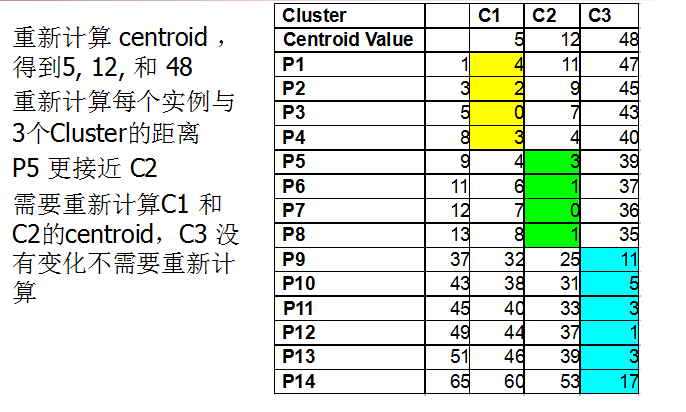 重新计算 centroid ，
得到5, 12, 和 48
重新计算每个实例与
3个Cluster的距离
P5 更接近 C2
需要重新计算C1 和
C2的centroid，C3 没
有变化不需要重新计
算
Cluster C1 C2 C3
Centroid Value 5 12 48
P1 1 4 11 47
P2 3 2 9 45
P3 5 0 7 43
P4 8 3 4 40
P5 9 4 3 39
P6 11 6 1 37
P7 12 7 0 36
P8 13 8 1 35
P9 37 32 25 11
P10 43 38 31 5
P11 45 40 33 3
P12 49 44 37 1
P13 51 46 39 3
P14 65 60 53 17